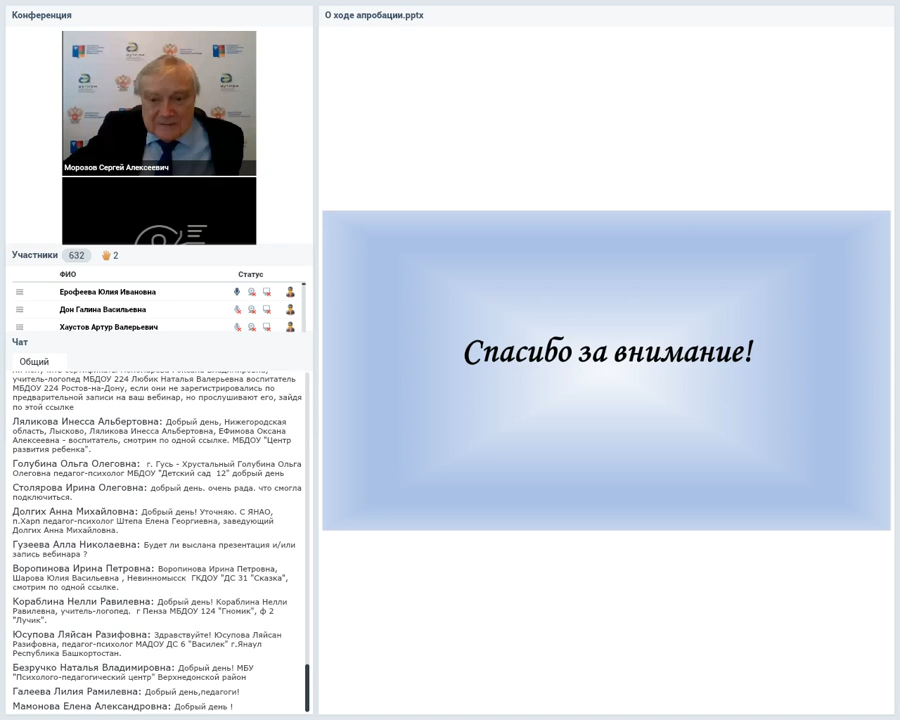 Конференция
Морозов Сергей Алексеевич
Участники 632 2
ФИО Статус
Ерофеева Юлия Ивановна
Дон Галина Васильевна
Хаустов Артур Валерьевич
Чат
Общий
учитель-логопед МБДОУ 224 Любик Наталья Валерьевна воспитатель
МБДОУ 224 Ростов-на-Дону, если они не зарегистрировались по
предварительной записи на ваш вебинар, но прослушивают его, зайдя
по этой ссылке
Ляликова Инесса Альбертовна: Добрый день, Нижегородская
область, Лысково, Ляликова Инесса Альбертовна, ЕФимова Оксана
Алексеевна - воспитатель, смотрим по одной ссылке. МБДОУ "Центр
развития ребенка".
Голубина Ольга Олеговна: г. Гусь - Хрустальный Голубина Ольга
Олеговна педагог-психолог МБДОУ "Детский сад 12" добрый день
Столярова Ирина Олеговна: добрый день. очень рада. что смогла
подключиться.
Долгих Анна Михайловна: Добрый день! Уточняю. С ЯНАО,
п.Харп педагог-психолог Штепа Елена Георгиевна, заведующий
Долгих Анна Михайловна.
Гузеева Алла Николаевна: Будет ли выслана презентация и/или
запись вебинара ?
Воропинова Ирина Петровна: Воропинова Ирина Петровна,
Шарова Юлия Васильевна , Невинномысск ГКДОУ "ДС 31 "Сказка",
смотрим по одной ссылке.
Кораблина Нелли Равилевна: Добрый день! Кораблина Нелли
Равилевна, учитель-логопед. г Пенза МБДОУ 124 "Гномик", ф 2
"Лучик".
Юсупова Ляйсан Разифовна: Здравствуйте! Юсупова Ляйсан
Разифовна, педагог-психолог МАДОУ ДС 6 "Василек" г.Янаул
Республика Башкортостан.
Безручко Наталья Владимировна: Добрый день! МБУ
"Психолого-педагогический центр" Верхнедонской район
Галеева Лилия Рамилевна: Добрый день,педагоги!
Мамонова Елена Александровна: Добрый день !
О ходе апробации.pptx
Спасибо за внимание!